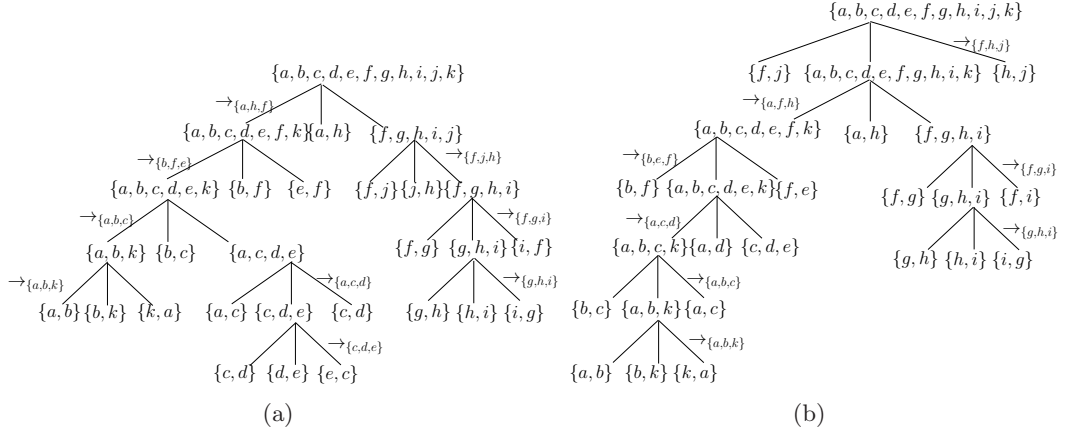 {a, b, c, d, e, f, g, h, i, j, k}
→{a,h,f}
{a, b, c, d, e, f, k} {a, h} {f, g, h, i, j}
→{b,f,e} →{f,j,h}
{a, b, c, d, e, k} {b, f} {e, f} {f, j} {j, h} {f, g, h, i}
→{a,b,c} →{f,g,i}
{a, b, k} {b, c} {a, c, d, e} {f, g} {g, h, i} {i, f}
→{a,b,k} →{a,c,d} →{g,h,i}
{a, b} {b, k} {k, a} {a, c} {c, d, e} {c, d} {g, h} {h, i} {i, g}
→{c,d,e}
{c, d} {d, e} {e, c}
(a)
{a, b, c, d, e, f, g, h, i, j, k}
→{f,h,j}
{f, j} {a, b, c, d, e, f, g, h, i, k} {h, j}
→{a,f,h}
{a, b, c, d, e, f, k} {a, h} {f, g, h, i}
→{b,e,f} →{f,g,i}
{b, f} {a, b, c, d, e, k} {f, e} {f, g} {g, h, i} {f, i}
→{a,c,d} →{g,h,i}
{a, b, c, k} {a, d} {c, d, e} {g, h} {h, i} {i, g}
→{a,b,c}
{b, c} {a, b, k} {a, c}
→{a,b,k}
{a, b} {b, k} {k, a}
(b)